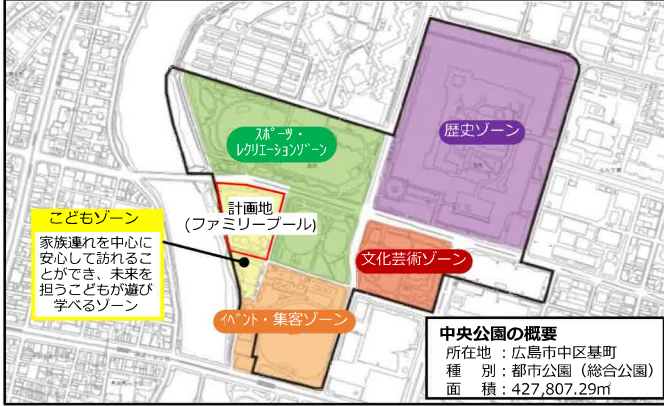 歴史ゾーン
スポーツ・
レクリエーションゾーン
計画地
(ファミリープール)
こどもゾーン
家族連れを中心に
安心して訪れるこ
とができ、未来を
担うこどもが遊び
学べるゾーン
文化芸術ゾーン
イベント・集客ゾーン
中央公園の概要
所在地：広島市中区基町
種　別：都市公園（総合公園）
面　積：427,807.29㎡